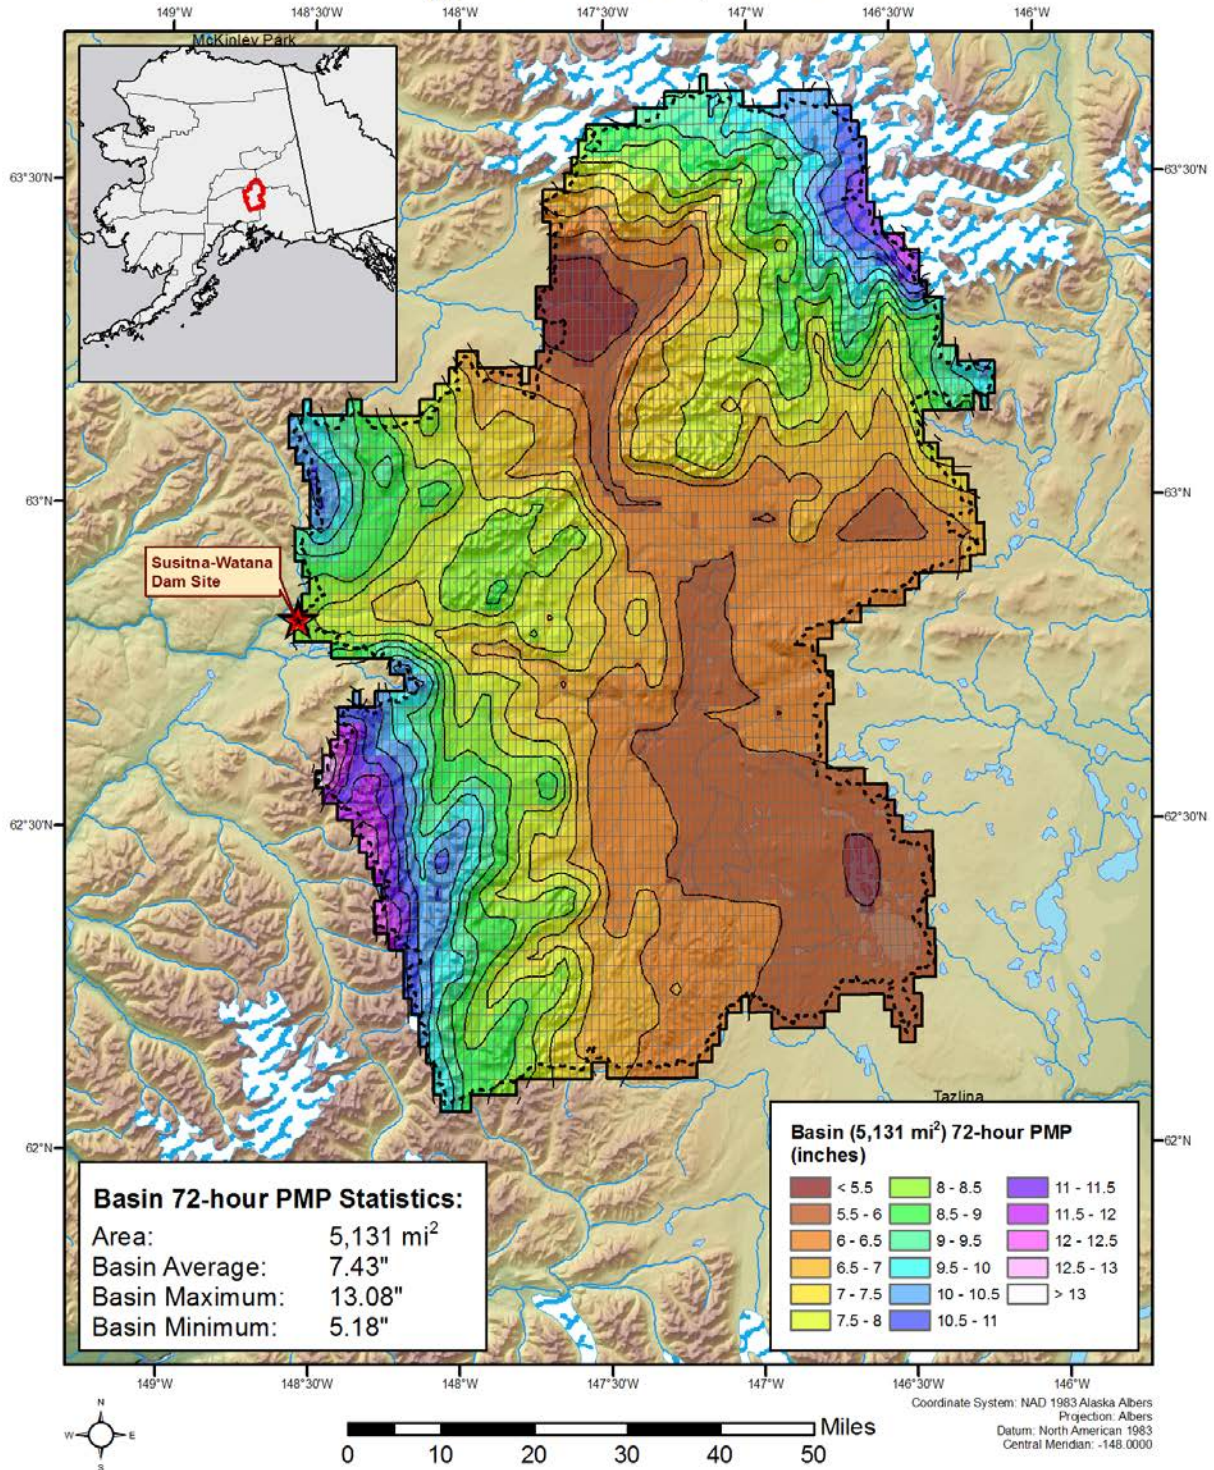 149°W 148°30'W 148°W 147°30'W 147°W 146°30'W 146°W
McKinley Park
63°30'N 63°30'N
63°N 63°N
Susitna-Watana
Dam Site
62°30'N 62°30'N
Tazlina
62°N 62°N
Basin (5,131 mi²) 72-hour PMP
(inches)
< 5.5 8 - 8.5 11 - 11.5
5.5 - 6 8.5 - 9 11.5 - 12
6 - 6.5 9 - 9.5 12 - 12.5
6.5 - 7 9.5 - 10 12.5 - 13
7 - 7.5 10 - 10.5 > 13
7.5 - 8 10.5 - 11
Basin 72-hour PMP Statistics:
Area: 5,131 mi²
Basin Average: 7.43"
Basin Maximum: 13.08"
Basin Minimum: 5.18"
149°W 148°30'W 148°W 147°30'W 147°W 146°30'W 146°W
N
W E
S
Miles
0 10 20 30 40 50
Coordinate System: NAD 1983 Alaska Albers
Projection: Albers
Datum: North American 1983
Central Meridian: -148.0000